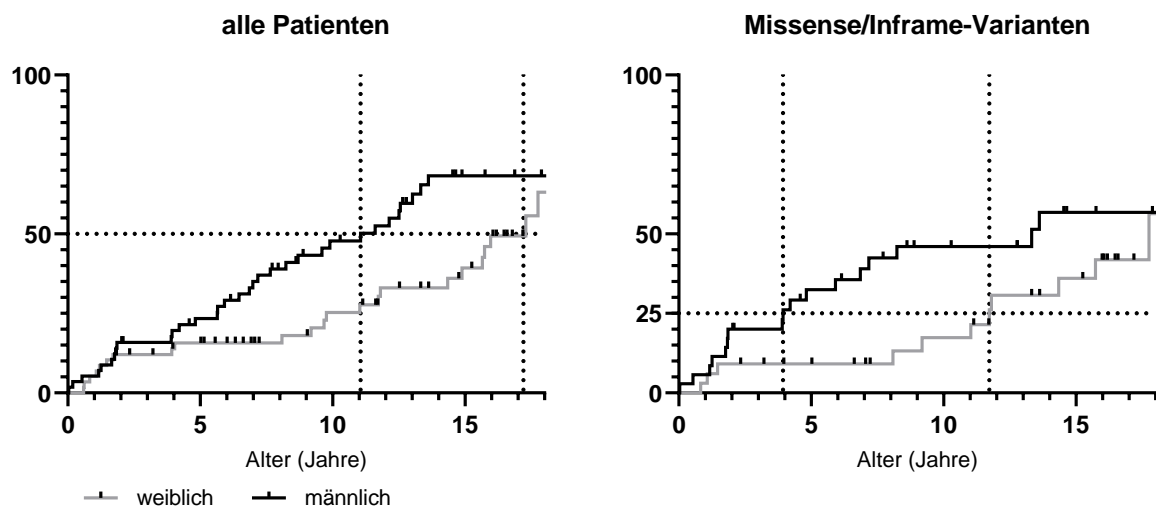 alle Patienten
100
50
0
0 5 10 15
Alter (Jahre)
weiblich männlich
Missense/Inframe-Varianten
100
50
25
0
0 5 10 15
Alter (Jahre)